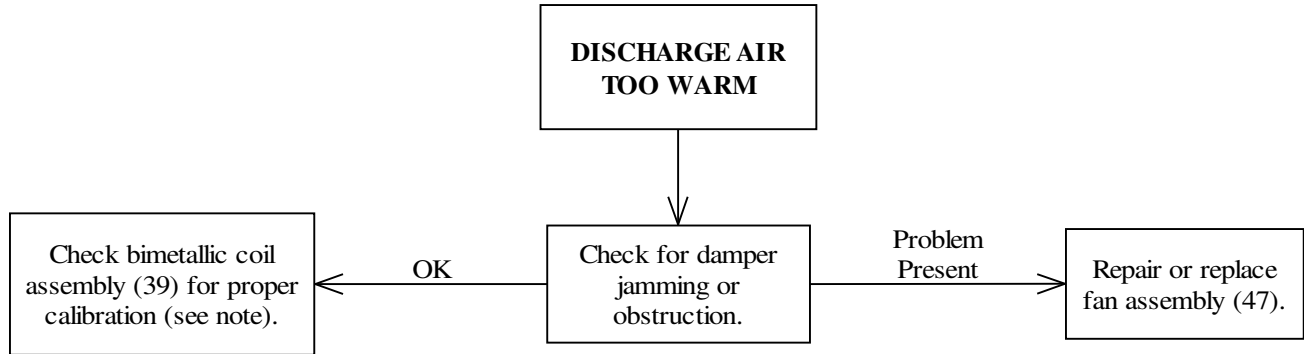 DISCHARGE AIR
TOO WARM
Check bimetallic coil
assembly (39) for proper
calibration (see note).
OK
Check for damper
jamming or
obstruction.
Problem
Present
Repair or replace
fan assembly (47).